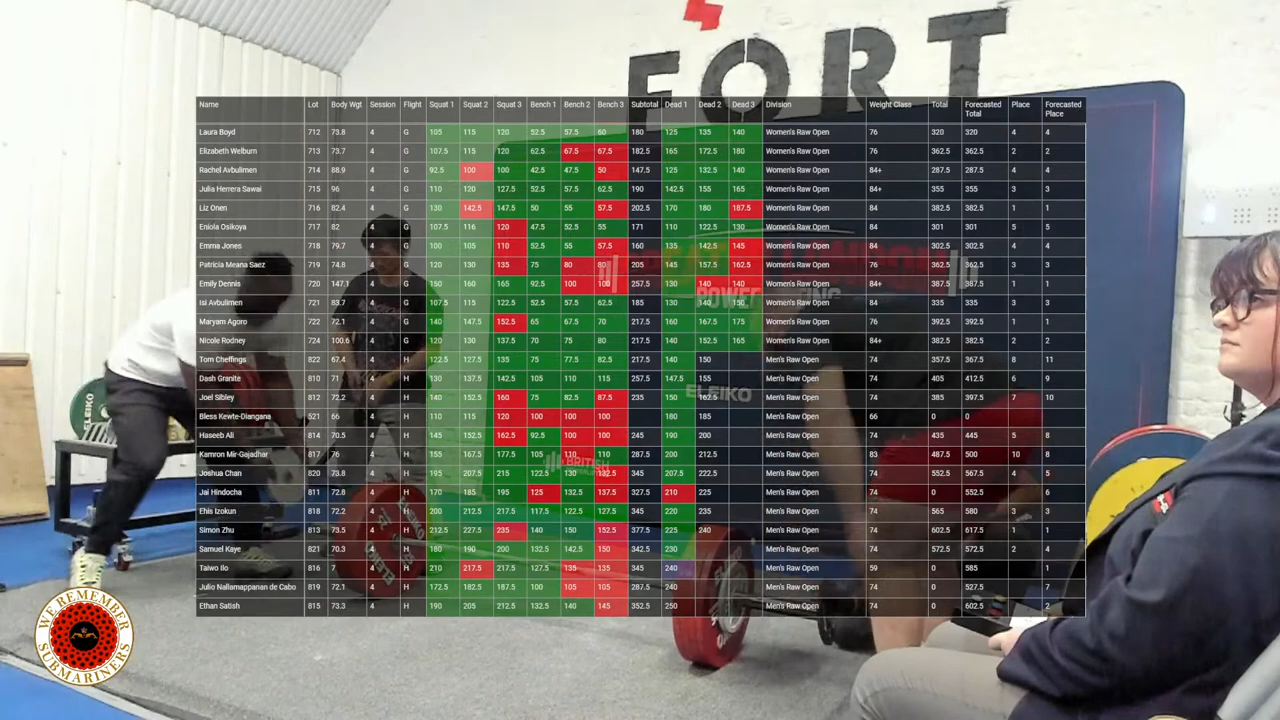 FORT
Name Lot Body Wgt Session Flight Squat 1 Squat 2 Squat 3 Bench 1 Bench 2 Bench 3 Subtotal Dead 1 Dead 2 Dead 3 Division Weight Class Total Forecasted Total Place Forecasted Place
Laura Boyd 712 73.8 4 G 105 115 120 52.5 57.5 60 180 125 135 140 Women's Raw Open 76 320 320 4 4
Elizabeth Welburn 713 73.7 4 G 107.5 115 120 62.5 67.5 67.5 182.5 165 172.5 180 Women's Raw Open 76 362.5 362.5 2 2
Rachel Avbulimen 714 88.9 4 G 92.5 100 100 42.5 47.5 50 147.5 125 132.5 140 Women's Raw Open 84+ 287.5 287.5 4 4
Julia Herrera Sawai 715 96 4 G 110 120 127.5 52.5 57.5 62.5 190 142.5 155 165 Women's Raw Open 84+ 355 355 3 3
Liz Onen 716 82.4 4 G 130 142.5 147.5 50 55 57.5 202.5 170 180 187.5 Women's Raw Open 84 382.5 382.5 1 1
Eniola Osikoya 717 82 4 G 107.5 116 120 47.5 52.5 55 171 110 122.5 130 Women's Raw Open 84 301 301 5 5
Emma Jones 718 79.7 4 G 100 105 110 52.5 55 57.5 160 135 142.5 145 Women's Raw Open 84 302.5 302.5 4 4
Patricia Meana Saez 719 74.8 4 G 120 130 135 75 80 80 205 145 157.5 162.5 Women's Raw Open 76 362.5 362.5 3 3
Emily Dennis 720 147.1 4 G 150 160 165 92.5 100 100 257.5 130 140 140 Women's Raw Open 84+ 387.5 387.5 1 1
Isi Avbulimen 721 83.7 4 G 107.5 115 122.5 52.5 57.5 62.5 185 130 140 150 Women's Raw Open 84 335 335 3 3
Maryam Agoro 722 72.1 4 G 140 147.5 152.5 65 67.5 70 217.5 160 167.5 175 Women's Raw Open 76 392.5 392.5 1 1
Nicole Rodney 724 100.6 4 G 120 130 137.5 70 75 80 217.5 140 152.5 165 Women's Raw Open 84+ 382.5 382.5 2 2
Tom Cheffings 822 67.4 4 H 122.5 127.5 135 75 77.5 82.5 217.5 140 150 Men's Raw Open 74 357.5 367.5 8 11
Dash Granite 810 71 4 H 130 137.5 142.5 105 110 115 257.5 147.5 155 Men's Raw Open 74 405 412.5 6 9
Joel Sibley 812 72.2 4 H 140 152.5 160 75 82.5 87.5 235 150 162.5 Men's Raw Open 74 385 397.5 7 10
Bless Kewte-Diangana 521 66 4 H 110 115 120 100 100 100 180 185 Men's Raw Open 66 0 0
Haseeb Ali 814 70.5 4 H 145 152.5 162.5 92.5 100 100 245 190 200 Men's Raw Open 74 435 445 5 8
Kamron Mir-Gajadhar 817 76 4 H 155 167.5 177.5 105 110 110 287.5 200 212.5 Men's Raw Open 83 487.5 500 10 8
Joshua Chan 820 73.8 4 H 195 207.5 215 122.5 130 132.5 345 207.5 222.5 Men's Raw Open 74 552.5 567.5 4 5
Jai Hindocha 811 72.8 4 H 170 185 195 125 132.5 137.5 327.5 210 225 Men's Raw Open 74 0 552.5 6
Ehis Izokun 818 72.2 4 H 200 212.5 217.5 117.5 122.5 127.5 345 220 235 Men's Raw Open 74 565 580 3 3
Simon Zhu 813 73.5 4 H 212.5 227.5 235 140 150 152.5 377.5 225 240 Men's Raw Open 74 602.5 617.5 1 1
Samuel Kaye 821 70.3 4 H 180 190 200 132.5 142.5 150 342.5 230 Men's Raw Open 74 572.5 572.5 2 4
Taiwo Ilo 816 7 4 H 210 217.5 217.5 127.5 135 135 345 240 Men's Raw Open 59 0 585 1
Julio Nallamappanan de Cabo 819 72.1 4 H 172.5 182.5 187.5 100 105 105 287.5 240 Men's Raw Open 74 0 527.5 7
Ethan Satish 815 73.3 4 H 190 205 212.5 132.5 140 145 352.5 250 Men's Raw Open 74 0 602.5 2
POWERLIFTING
ELEIKO
ELEIKO
BRITISH
ELEIKO
WE REMEMBER
SUBMARINERS